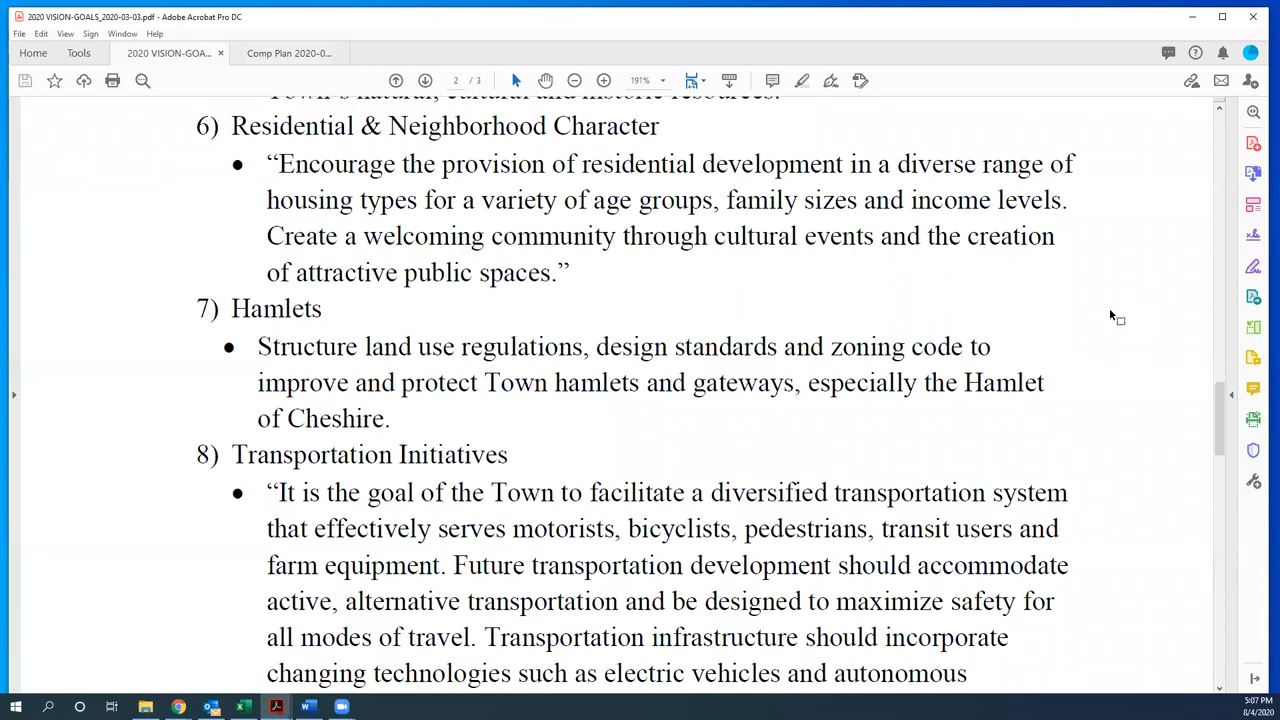 2020 VISION-GOALS_2020-03-03.pdf - Adobe Acrobat Pro DC
File Edit View Sign Window Help
Home Tools 2020 VISION-GOA... × Comp Plan 2020-0...
2 / 3 191%
Town's natural, cultural and historic resources.
6) Residential & Neighborhood Character
• “Encourage the provision of residential development in a diverse range of
housing types for a variety of age groups, family sizes and income levels.
Create a welcoming community through cultural events and the creation
of attractive public spaces.”
7) Hamlets
• Structure land use regulations, design standards and zoning code to
improve and protect Town hamlets and gateways, especially the Hamlet
of Cheshire.
8) Transportation Initiatives
• “It is the goal of the Town to facilitate a diversified transportation system
that effectively serves motorists, bicyclists, pedestrians, transit users and
farm equipment. Future transportation development should accommodate
active, alternative transportation and be designed to maximize safety for
all modes of travel. Transportation infrastructure should incorporate
changing technologies such as electric vehicles and autonomous
5:07 PM
8/4/2020